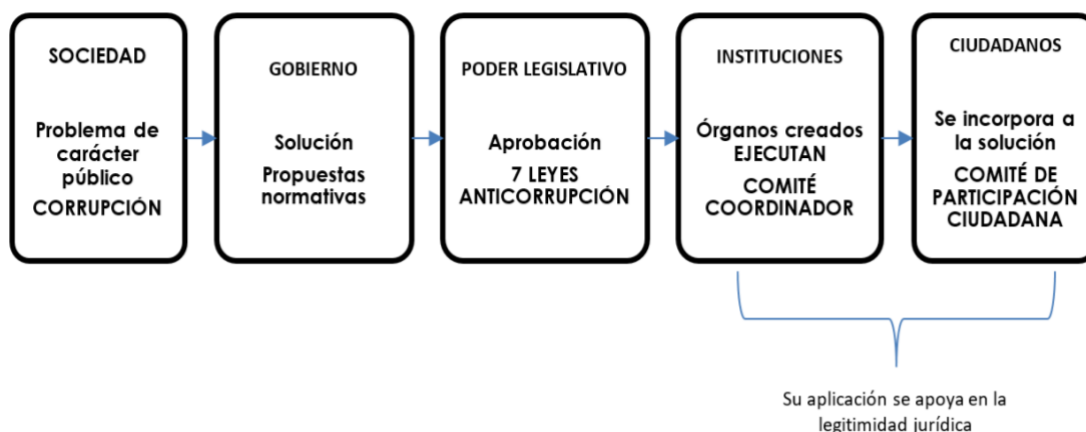 SOCIEDAD
Problema de
carácter
público
CORRUPCIÓN
GOBIERNO
Solución
Propuestas
normativas
PODER LEGISLATIVO
Aprobación
7 LEYES
ANTICORRUPCIÓN
INSTITUCIONES
Órganos creados
EJECUTAN
COMITÉ
COORDINADOR
CIUDADANOS
Se incorpora a
la solución
COMITÉ DE
PARTICIPACIÓN
CIUDADANA
Su aplicación se apoya en la
legitimidad jurídica